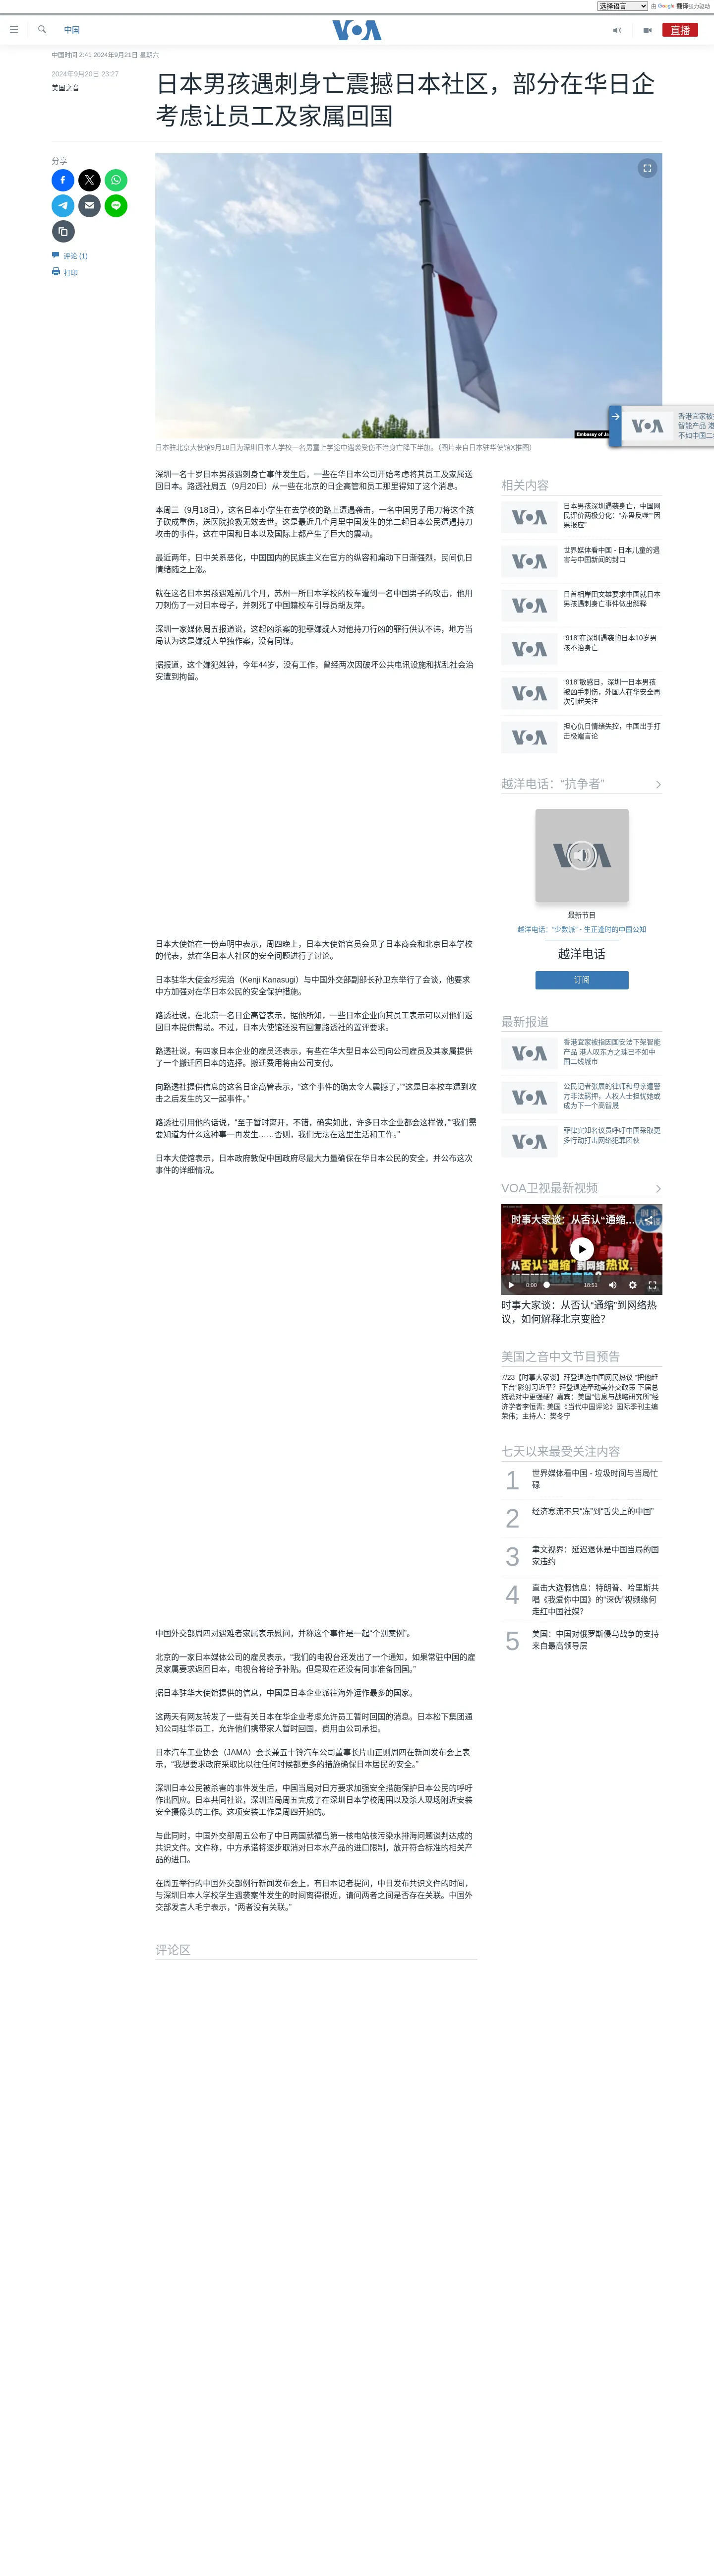 选择语言
由 Google 翻译强力驱动
中国
VOA
直播
中国时间 2:41 2024年9月21日 星期六
2024年9月20日 23:27
美国之音
日本男孩遇刺身亡震撼日本社区，部分在华日企
考虑让员工及家属回国
分享
评论 (1)
打印
Embassy of Ja
日本驻北京大使馆9月18日为深圳日本人学校一名男童上学途中遇袭受伤不治身亡降下半旗。（图片来自日本驻华使馆X推图）
VOA
香港宜家被
智能产品 港
不如中国二
深圳一名十岁日本男孩遇刺身亡事件发生后，一些在华日本公司开始考虑将其员工及家属送
回日本。路透社周五（9月20日）从一些在北京的日企高管和员工那里得知了这个消息。
本周三（9月18日），这名日本小学生在去学校的路上遭遇袭击，一名中国男子用刀将这个孩
子砍成重伤，送医院抢救无效去世。这是最近几个月里中国发生的第二起日本公民遭遇持刀
攻击的事件，这在中国和日本以及国际上都产生了巨大的震动。
最近两年，日中关系恶化，中国国内的民族主义在官方的纵容和煽动下日渐强烈，民间仇日
情绪随之上涨。
就在这名日本男孩遇难前几个月，苏州一所日本学校的校车遭到一名中国男子的攻击，他用
刀刺伤了一对日本母子，并刺死了中国籍校车引导员胡友萍。
深圳一家媒体周五报道说，这起凶杀案的犯罪嫌疑人对他持刀行凶的罪行供认不讳，地方当
局认为这是嫌疑人单独作案，没有同谋。
据报道，这个嫌犯姓钟，今年44岁，没有工作，曾经两次因破坏公共电讯设施和扰乱社会治
安遭到拘留。
日本大使馆在一份声明中表示，周四晚上，日本大使馆官员会见了日本商会和北京日本学校
的代表，就在华日本人社区的安全问题进行了讨论。
日本驻华大使金杉宪治（Kenji Kanasugi）与中国外交部副部长孙卫东举行了会谈，他要求
中方加强对在华日本公民的安全保护措施。
路透社说，在北京一名日企高管表示，据他所知，一些日本企业向其员工表示可以对他们返
回日本提供帮助。不过，日本大使馆还没有回复路透社的置评要求。
路透社说，有四家日本企业的雇员还表示，有些在华大型日本公司向公司雇员及其家属提供
了一个搬迁回日本的选择。搬迁费用将由公司支付。
向路透社提供信息的这名日企高管表示，“这个事件的确太令人震撼了，”“这是日本校车遭到攻
击之后发生的又一起事件。”
路透社引用他的话说，“至于暂时离开，不错，确实如此，许多日本企业都会这样做，”“我们需
要知道为什么这种事一再发生……否则，我们无法在这里生活和工作。”
日本大使馆表示，日本政府敦促中国政府尽最大力量确保在华日本公民的安全，并公布这次
事件的详细情况。
中国外交部周四对遇难者家属表示慰问，并称这个事件是一起“个别案例”。
北京的一家日本媒体公司的雇员表示，“我们的电视台还发出了一个通知，如果常驻中国的雇
员家属要求返回日本，电视台将给予补贴。但是现在还没有同事准备回国。”
据日本驻华大使馆提供的信息，中国是日本企业派往海外运作最多的国家。
这两天有网友转发了一些有关日本在华企业考虑允许员工暂时回国的消息。日本松下集团通
知公司驻华员工，允许他们携带家人暂时回国，费用由公司承担。
日本汽车工业协会（JAMA）会长兼五十铃汽车公司董事长片山正则周四在新闻发布会上表
示，“我想要求政府采取比以往任何时候都更多的措施确保日本居民的安全。”
深圳日本公民被杀害的事件发生后，中国当局对日方要求加强安全措施保护日本公民的呼吁
作出回应。日本共同社说，深圳当局周五完成了在深圳日本学校周围以及杀人现场附近安装
安全摄像头的工作。这项安装工作是周四开始的。
与此同时，中国外交部周五公布了中日两国就福岛第一核电站核污染水排海问题谈判达成的
共识文件。文件称，中方承诺将逐步取消对日本水产品的进口限制，放开符合标准的相关产
品的进口。
在周五举行的中国外交部例行新闻发布会上，有日本记者提问，中日发布共识文件的时间，
与深圳日本人学校学生遇袭案件发生的时间离得很近，请问两者之间是否存在关联。中国外
交部发言人毛宁表示，“两者没有关联。”
评论区
相关内容
VOA
日本男孩深圳遇袭身亡，中国网
民评价两极分化：“养蛊反噬”“因
果报应”
VOA
世界媒体看中国 - 日本儿童的遇
害与中国新闻的封口
VOA
日首相岸田文雄要求中国就日本
男孩遇刺身亡事件做出解释
VOA
“918”在深圳遇袭的日本10岁男
孩不治身亡
VOA
“918”敏感日，深圳一日本男孩
被凶手刺伤，外国人在华安全再
次引起关注
VOA
担心仇日情绪失控，中国出手打
击极端言论
越洋电话：“抗争者”
VOA
最新节目
越洋电话：“少数派” - 生正逢时的中国公知
越洋电话
订阅
最新报道
VOA
香港宜家被指因国安法下架智能
产品 港人叹东方之珠已不如中
国二线城市
VOA
公民记者张展的律师和母亲遭警
方非法羁押，人权人士担忧她或
成为下一个高智晟
VOA
菲律宾知名议员呼吁中国采取更
多行动打击网络犯罪团伙
VOA卫视最新视频
时事大家谈：从否认“通缩...
从否认“通缩”到网络热议，
0:00
18:51
时事大家谈：从否认“通缩”到网络热
议，如何解释北京变脸？
美国之音中文节目预告
7/23【时事大家谈】拜登退选中国网民热议 “把他赶
下台”影射习近平？拜登退选牵动美外交政策 下届总
统恐对中更强硬？嘉宾：美国“信息与战略研究所”经
济学者李恒青; 美国《当代中国评论》国际季刊主编
荣伟；主持人：樊冬宁
七天以来最受关注内容
1
世界媒体看中国 - 垃圾时间与当局忙
碌
2
经济寒流不只“冻”到“舌尖上的中国”
3
聿文视界：延迟退休是中国当局的国
家违约
4
直击大选假信息：特朗普、哈里斯共
唱《我爱你中国》的“深伪”视频缘何
走红中国社媒？
5
美国：中国对俄罗斯侵乌战争的支持
来自最高领导层